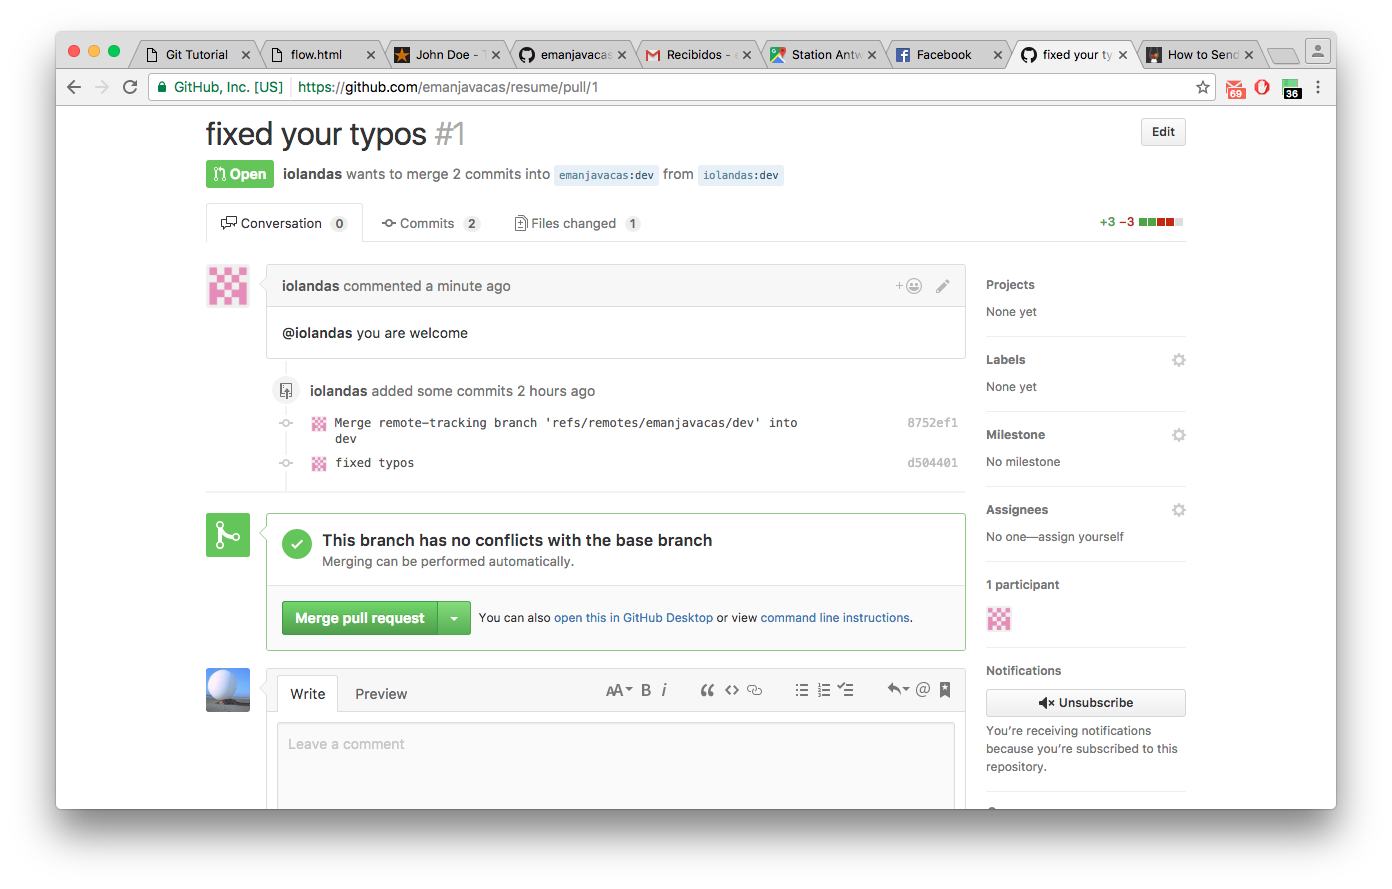 Git Tutorial
flow.html
John Doe -
emanjavacas
Recibidos -
Station Antw
Facebook
fixed your ty
How to Send
GitHub, Inc. [US]
https://github.com/emanjavacas/resume/pull/1
69
36
fixed your typos #1
Edit
Open
iolandas wants to merge 2 commits into emanjavacas:dev from iolandas:dev
Conversation 0
Commits 2
Files changed 1
+3 −3
iolandas commented a minute ago
@iolandas you are welcome
iolandas added some commits 2 hours ago
Merge remote-tracking branch 'refs/remotes/emanjavacas/dev' into
dev
8752ef1
fixed typos
d504401
This branch has no conflicts with the base branch
Merging can be performed automatically.
Merge pull request
You can also open this in GitHub Desktop or view command line instructions.
Write
Preview
AA B i
Leave a comment
Projects
None yet
Labels
None yet
Milestone
No milestone
Assignees
No one—assign yourself
1 participant
Notifications
Unsubscribe
You’re receiving notifications
because you’re subscribed to this
repository.